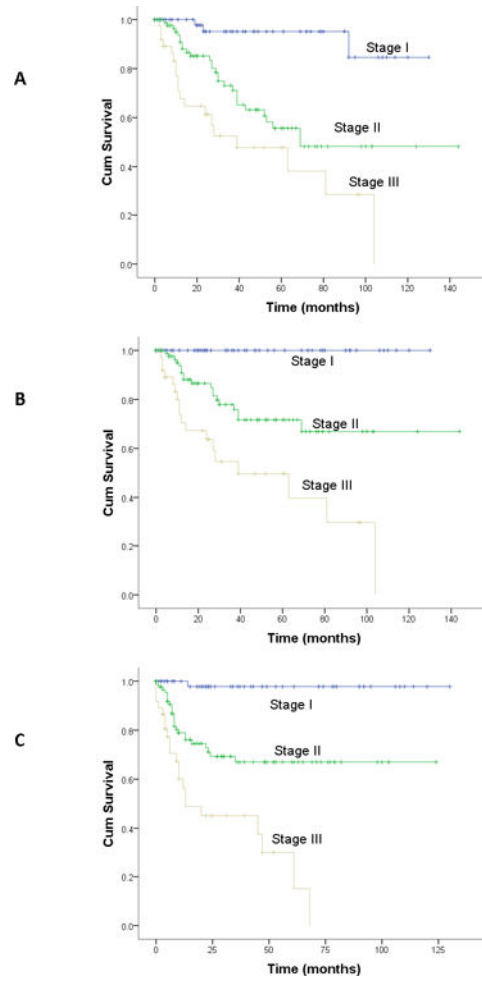 A
Cum Survival
1.0
0.8
0.6
0.4
0.2
0.0
Stage I
Stage II
Stage III
0 20 40 60 80 100 120 140
Time (months)
B
Cum Survival
1.0
0.8
0.6
0.4
0.2
0.0
Stage I
Stage II
Stage III
0 20 40 60 80 100 120 140
Time (months)
C
Cum Survival
1.0
0.8
0.6
0.4
0.2
0.0
Stage I
Stage II
Stage III
0 25 50 75 100 125
Time (months)